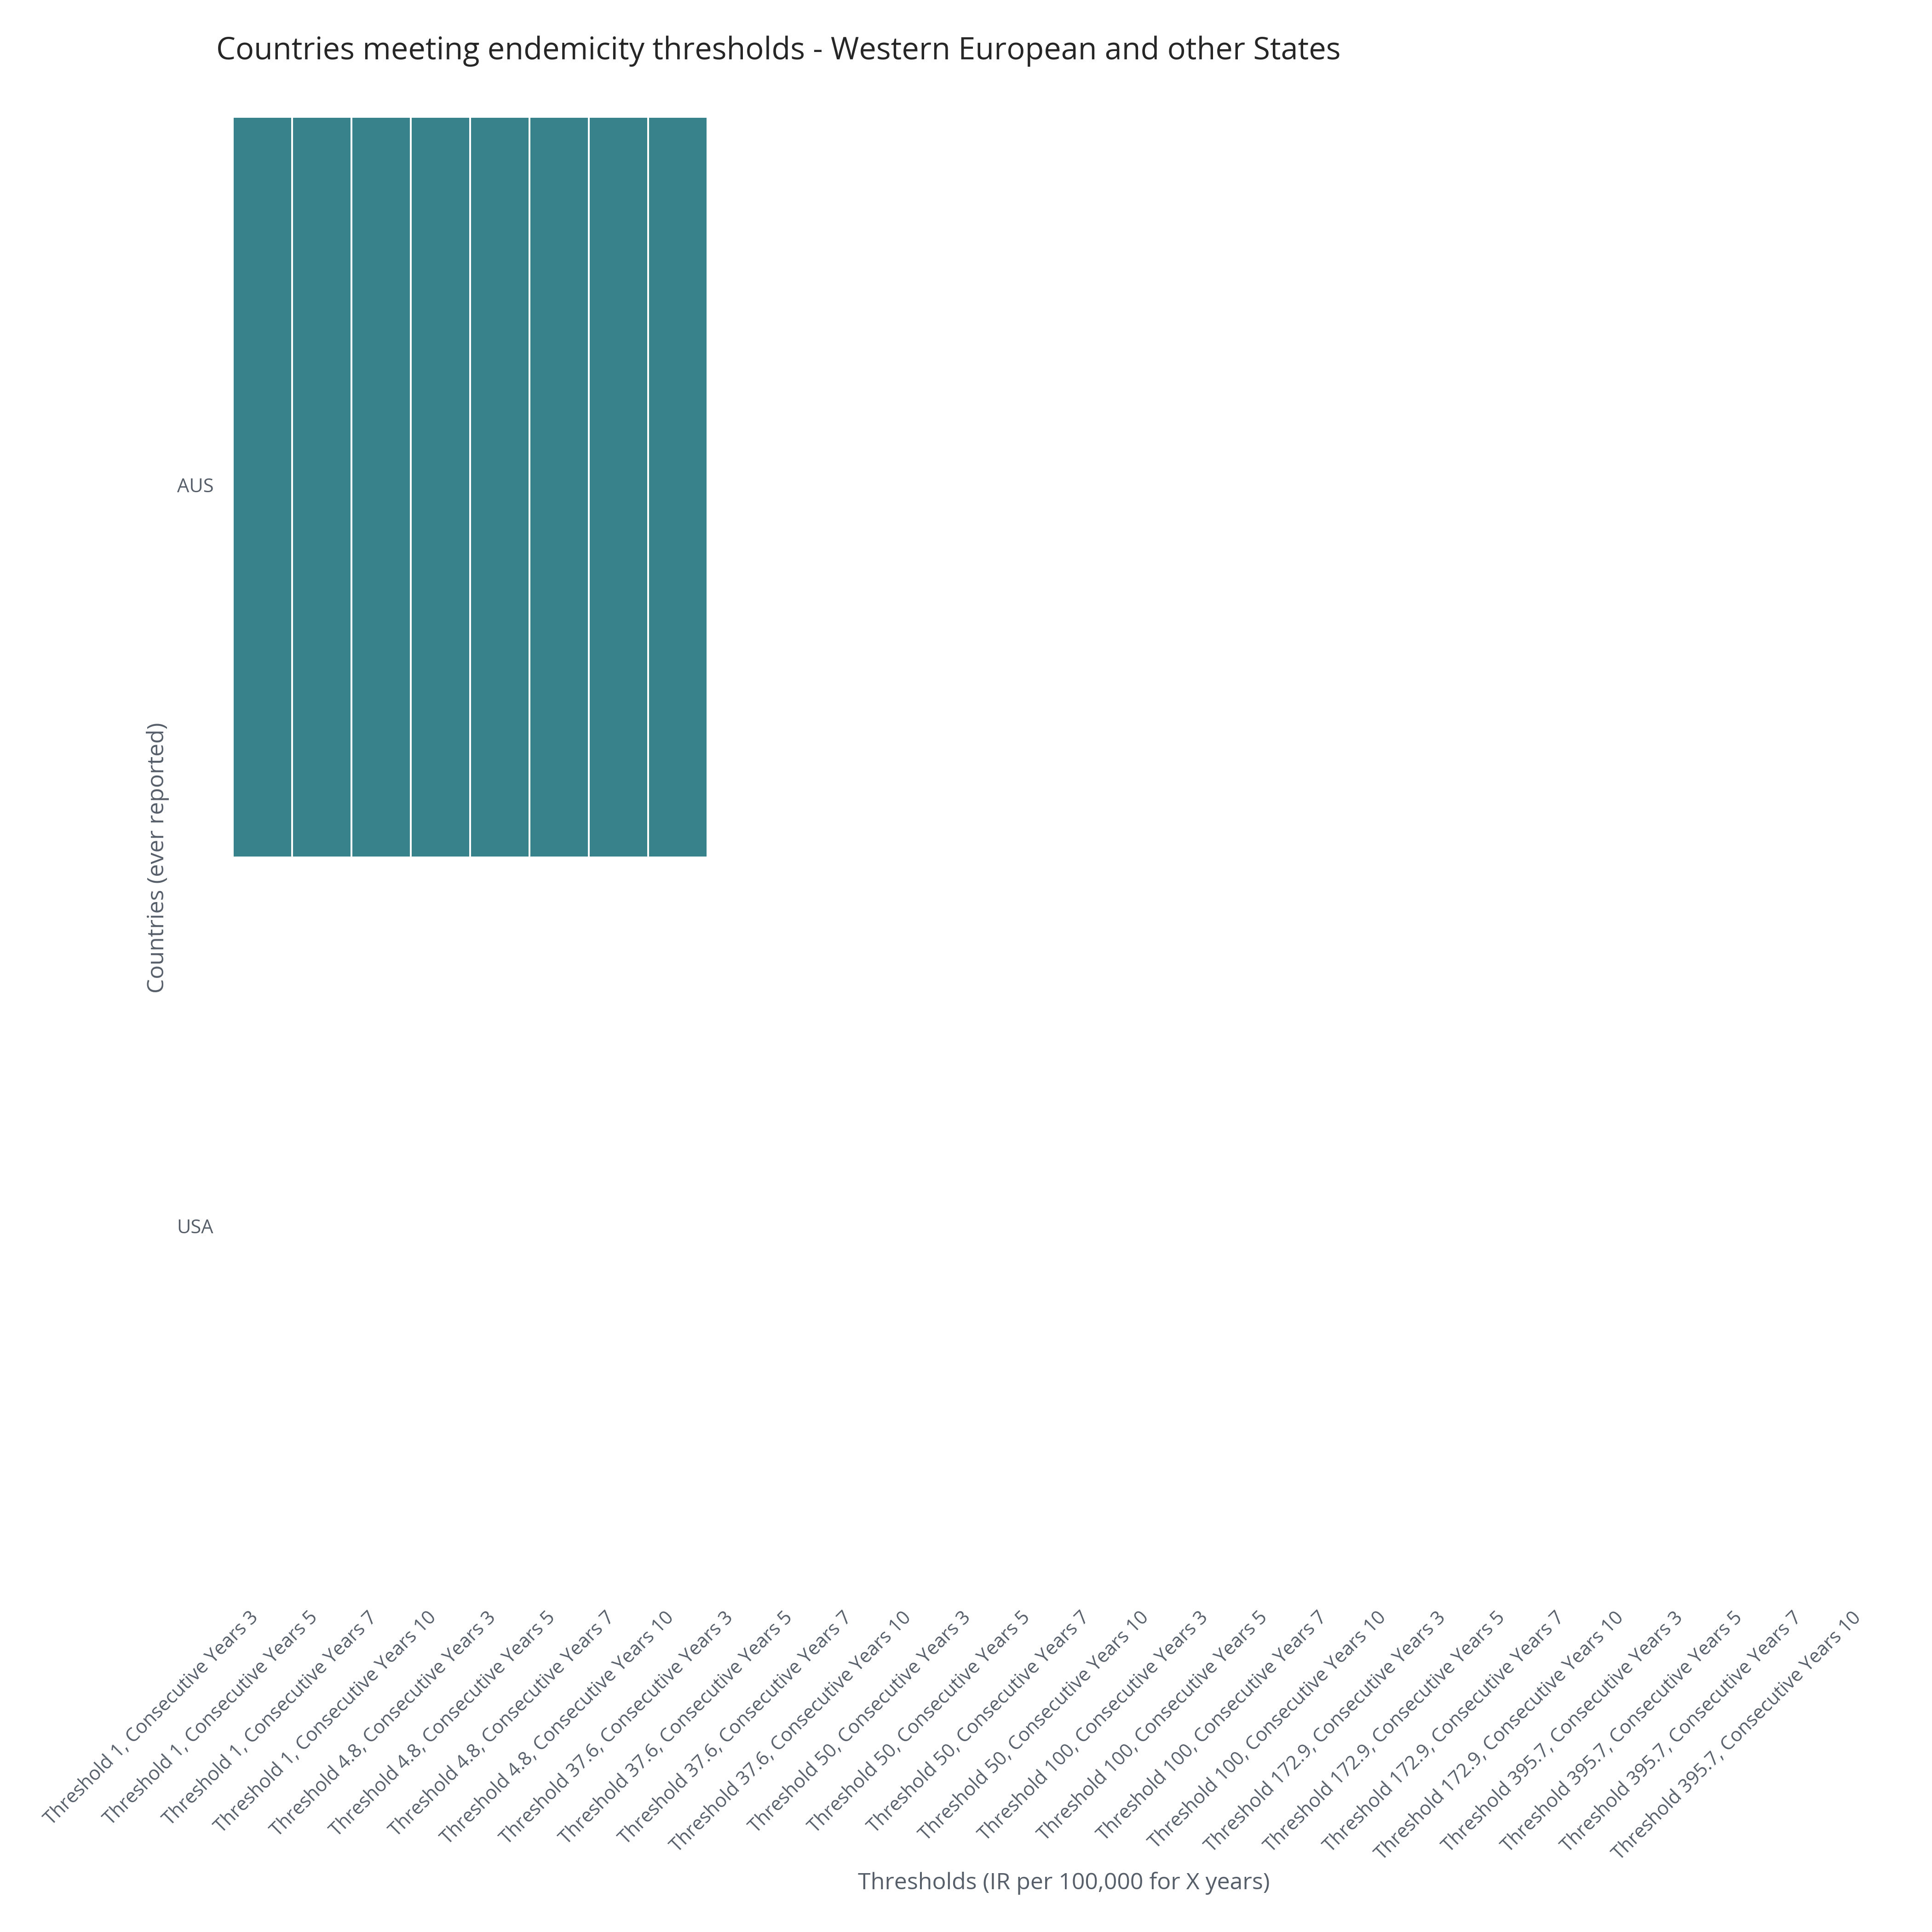 Countries meeting endemicity thresholds - Western European and other States
AUS
Countries (ever reported)
USA
Threshold 1, Consecutive Years 3
Threshold 1, Consecutive Years 5
Threshold 1, Consecutive Years 7
Threshold 1, Consecutive Years 10
Threshold 4.8, Consecutive Years 3
Threshold 4.8, Consecutive Years 5
Threshold 4.8, Consecutive Years 7
Threshold 4.8, Consecutive Years 10
Threshold 37.6, Consecutive Years 3
Threshold 37.6, Consecutive Years 5
Threshold 37.6, Consecutive Years 7
Threshold 37.6, Consecutive Years 10
Threshold 50, Consecutive Years 3
Threshold 50, Consecutive Years 5
Threshold 50, Consecutive Years 7
Threshold 50, Consecutive Years 10
Threshold 100, Consecutive Years 3
Threshold 100, Consecutive Years 5
Threshold 100, Consecutive Years 7
Threshold 100, Consecutive Years 10
Threshold 172.9, Consecutive Years 3
Threshold 172.9, Consecutive Years 5
Threshold 172.9, Consecutive Years 7
Threshold 172.9, Consecutive Years 10
Threshold 395.7, Consecutive Years 3
Threshold 395.7, Consecutive Years 5
Threshold 395.7, Consecutive Years 7
Threshold 395.7, Consecutive Years 10
Thresholds (IR per 100,000 for X years)